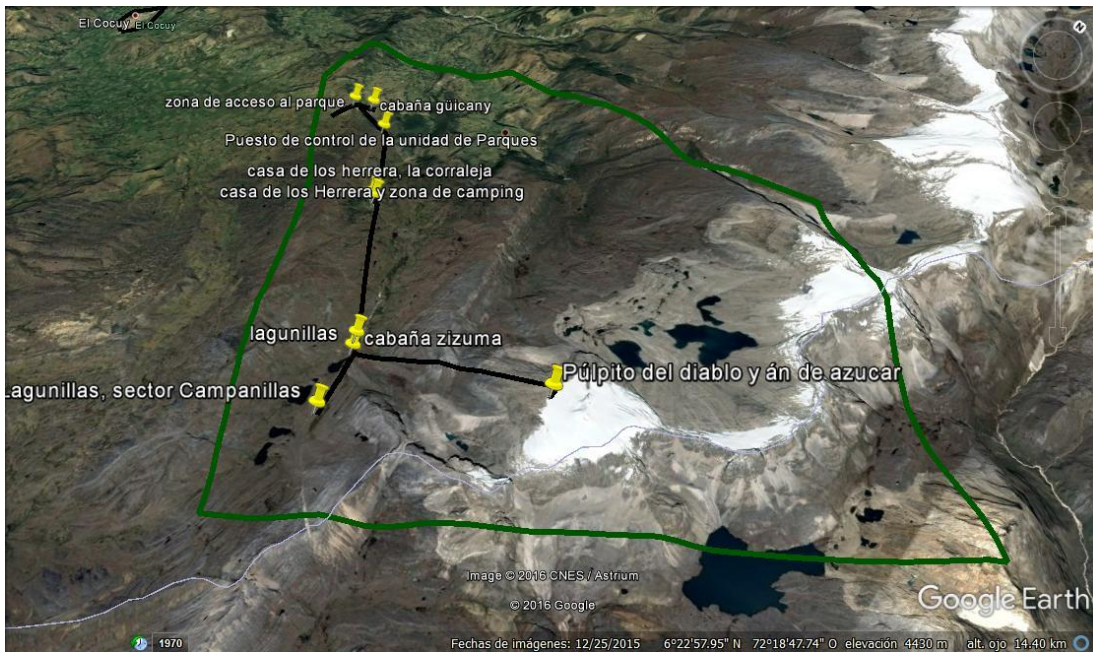 El Cocuy
El Cocuy
zona de acceso al parque
cabaña güicany
Puesto de control de la unidad de Parques
casa de los herrera, la corraleja
casa de los Herrera y zona de camping
lagunillas
cabaña zizuma
Púlpito del diablo y án de azucar
Lagunillas, sector Campanillas
Image © 2016 CNES / Astrium
© 2016 Google
Google Earth
N
1970
Fechas de imágenes: 12/25/2015 6°22'57.95" N 72°18'47.74" O elevación 4430 m alt. ojo 14.40 km